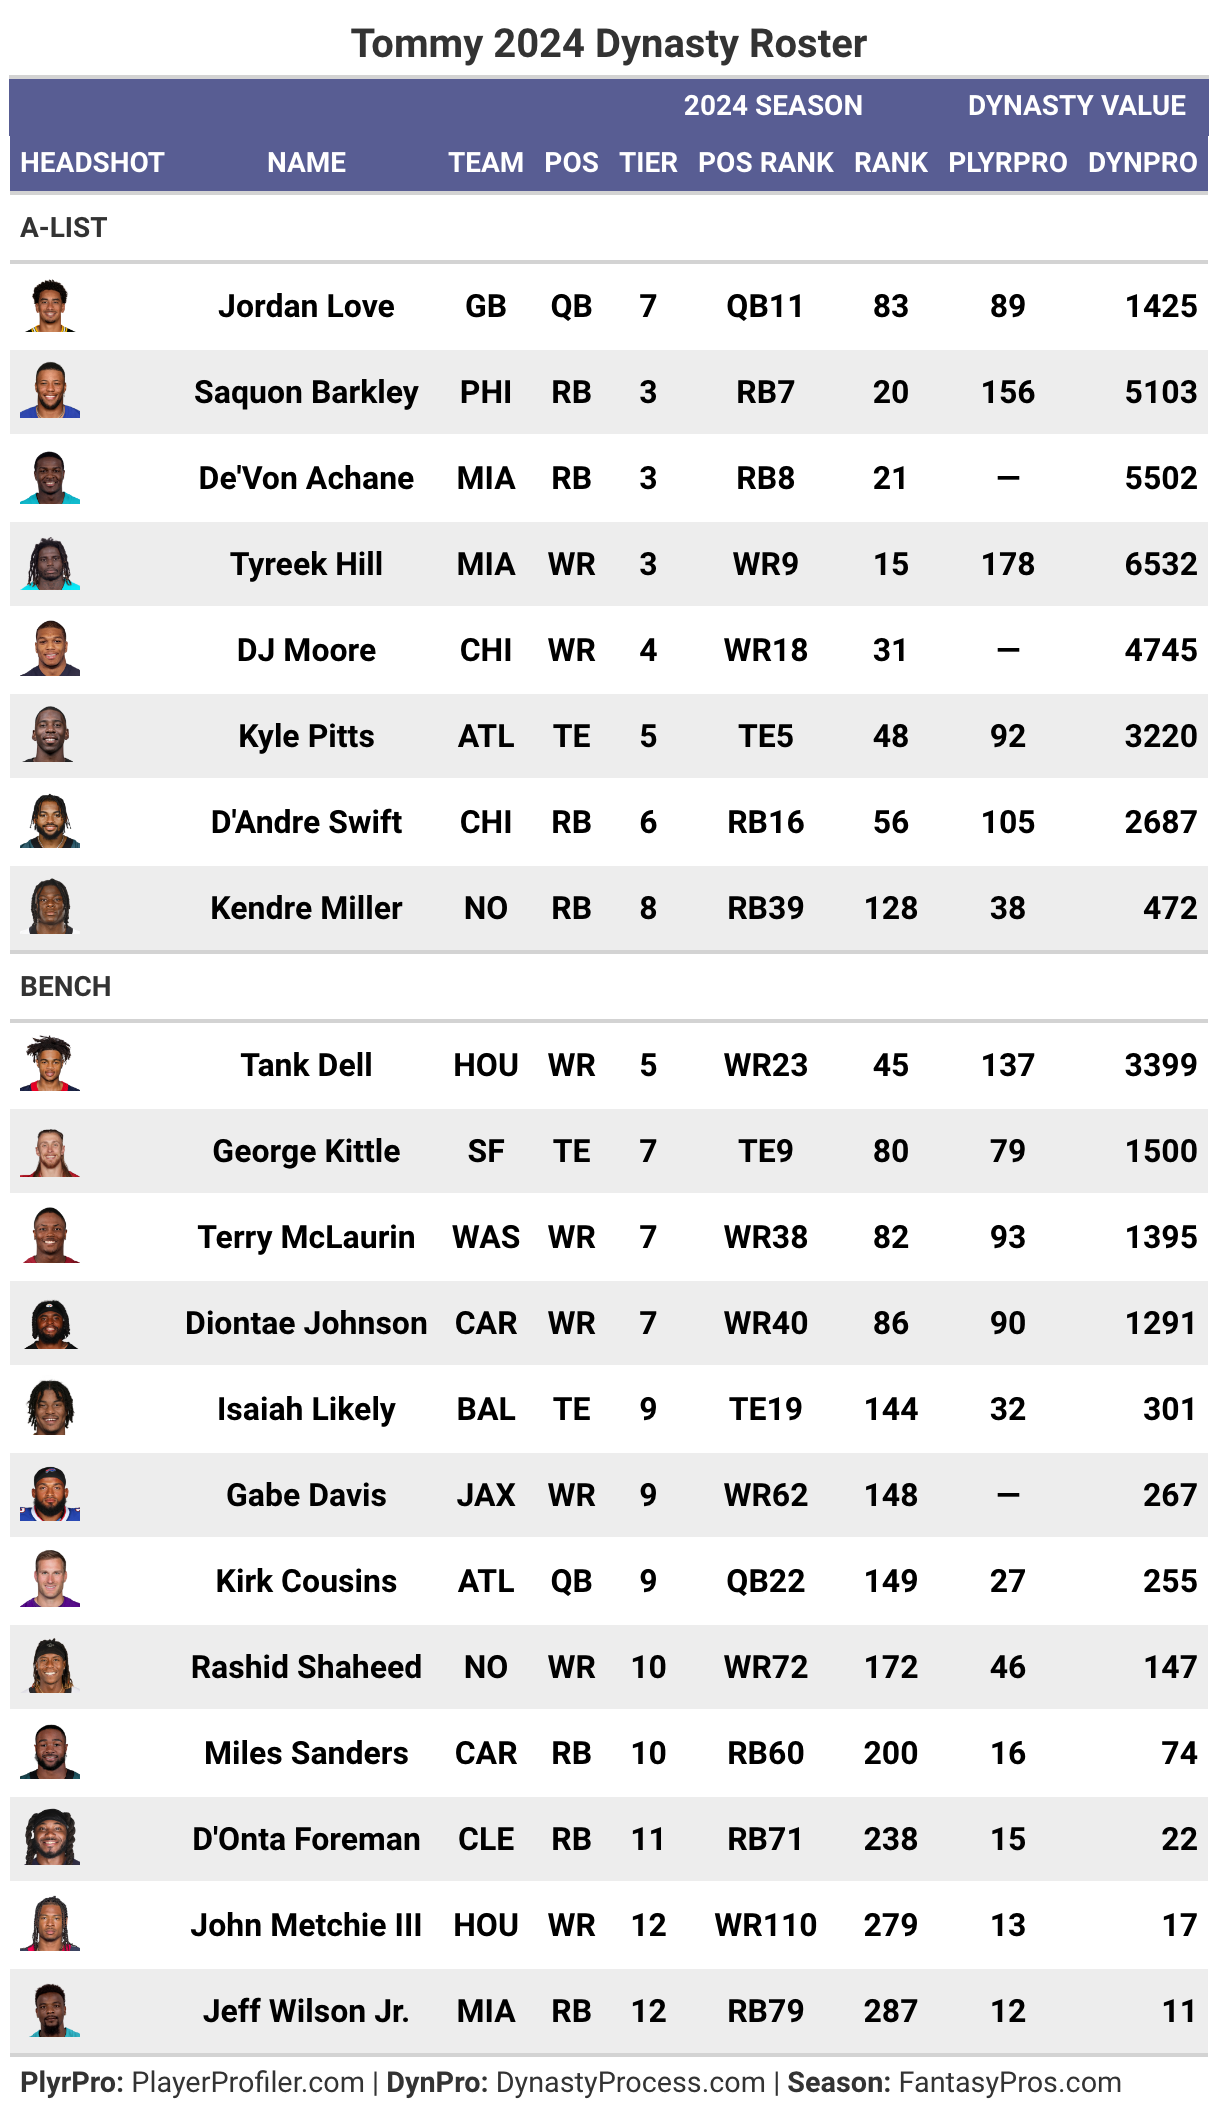 Tommy 2024 Dynasty Roster
2024 SEASON DYNASTY VALUE
HEADSHOT NAME TEAM POS TIER POS RANK RANK PLYRPRO DYNPRO
A-LIST
Jordan Love GB QB 7 QB11 83 89 1425
Saquon Barkley PHI RB 3 RB7 20 156 5103
De'Von Achane MIA RB 3 RB8 21 — 5502
Tyreek Hill MIA WR 3 WR9 15 178 6532
DJ Moore CHI WR 4 WR18 31 — 4745
Kyle Pitts ATL TE 5 TE5 48 92 3220
D'Andre Swift CHI RB 6 RB16 56 105 2687
Kendre Miller NO RB 8 RB39 128 38 472
BENCH
Tank Dell HOU WR 5 WR23 45 137 3399
George Kittle SF TE 7 TE9 80 79 1500
Terry McLaurin WAS WR 7 WR38 82 93 1395
Diontae Johnson CAR WR 7 WR40 86 90 1291
Isaiah Likely BAL TE 9 TE19 144 32 301
Gabe Davis JAX WR 9 WR62 148 — 267
Kirk Cousins ATL QB 9 QB22 149 27 255
Rashid Shaheed NO WR 10 WR72 172 46 147
Miles Sanders CAR RB 10 RB60 200 16 74
D'Onta Foreman CLE RB 11 RB71 238 15 22
John Metchie III HOU WR 12 WR110 279 13 17
Jeff Wilson Jr. MIA RB 12 RB79 287 12 11
PlyrPro: PlayerProfiler.com | DynPro: DynastyProcess.com | Season: FantasyPros.com